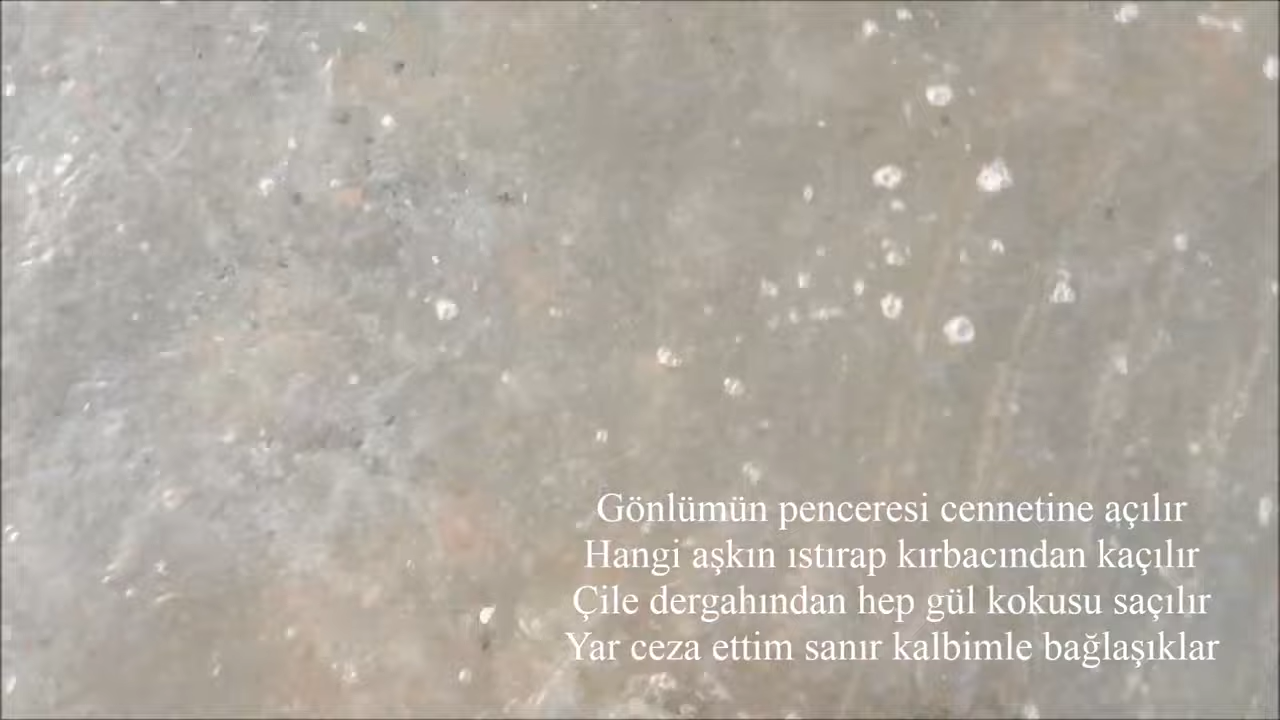 Gönlümün penceresi cennetine açılır
Hangi aşkın ıstırap kırbacından kaçılır
Çile dergahından hep gül kokusu saçılır
Yar ceza ettim sanır kalbimle bağlaşıklar